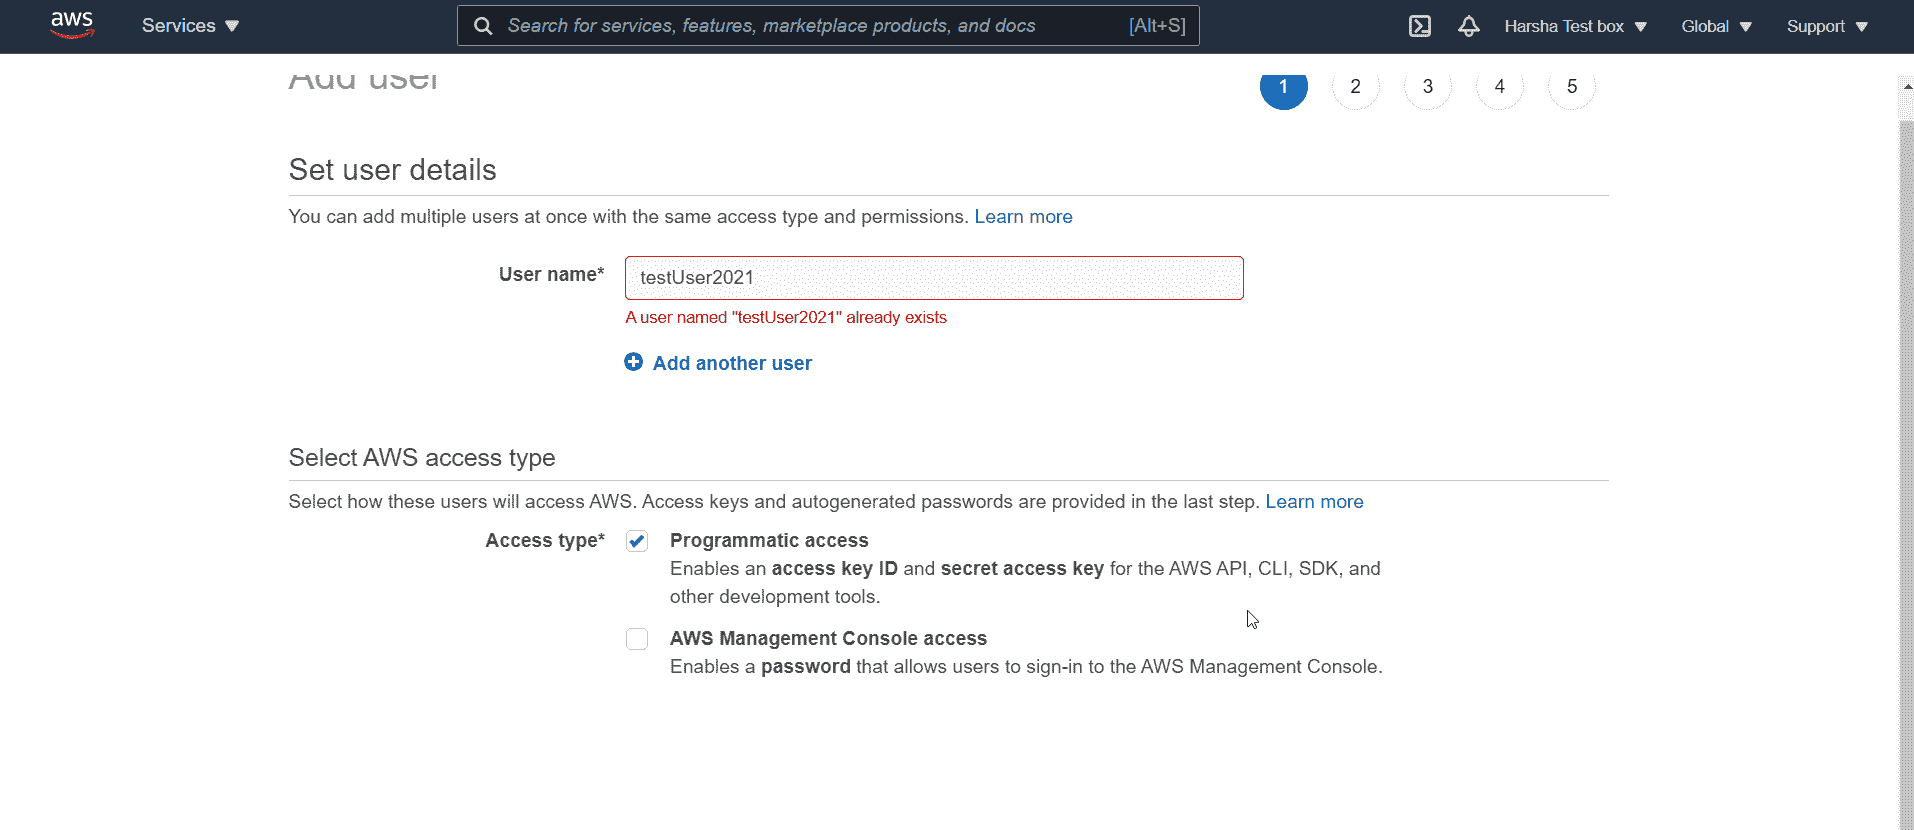 aws Services Search for services, features, marketplace products, and docs [Alt+S] Harsha Test box Global Support
Add user 1 2 3 4 5
Set user details
You can add multiple users at once with the same access type and permissions. Learn more
User name* testUser2021
A user named "testUser2021" already exists
Add another user
Select AWS access type
Select how these users will access AWS. Access keys and autogenerated passwords are provided in the last step. Learn more
Access type* Programmatic access
Enables an access key ID and secret access key for the AWS API, CLI, SDK, and
other development tools.
AWS Management Console access
Enables a password that allows users to sign-in to the AWS Management Console.